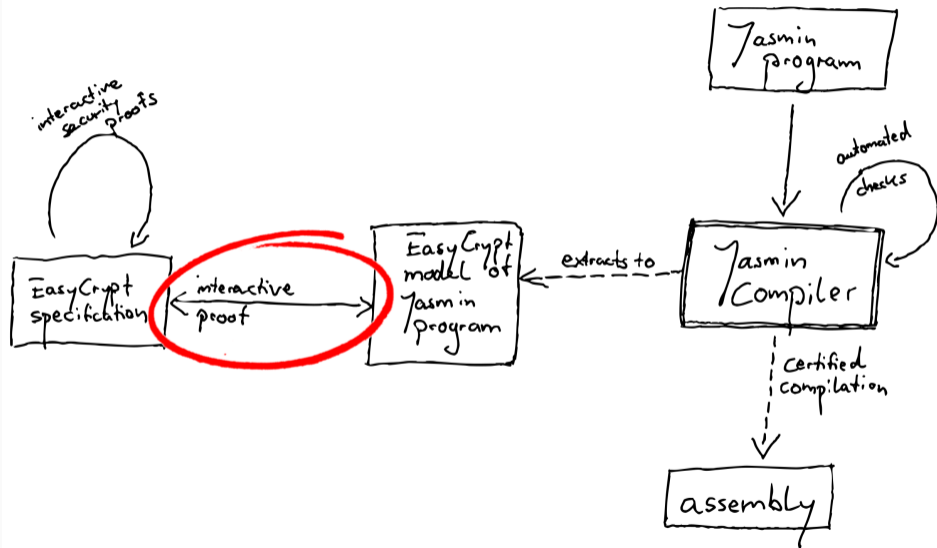 Jasmin
program
interactive
security
proofs
automated
checks
EasyCrypt
specification
interactive
proof
EasyCrypt
model of
Jasmin
program
extracts to
Jasmin
Compiler
certified
compilation
assembly